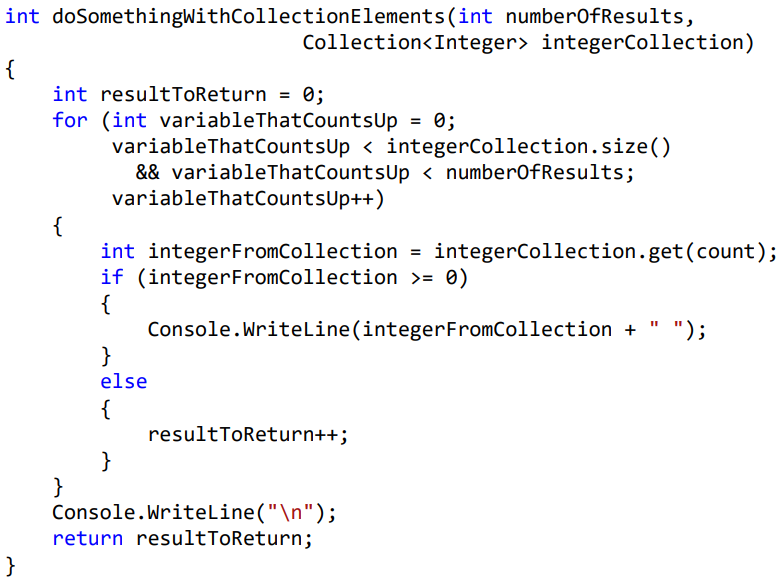 int doSomethingWithCollectionElements(int numberOfResults,
                         Collection<Integer> integerCollection)
{
    int resultToReturn = 0;
    for (int variableThatCountsUp = 0;
         variableThatCountsUp < integerCollection.size()
           && variableThatCountsUp < numberOfResults;
         variableThatCountsUp++)
    {
        int integerFromCollection = integerCollection.get(count);
        if (integerFromCollection >= 0)
        {
            Console.WriteLine(integerFromCollection + " ");
        }
        else
        {
            resultToReturn++;
        }
    }
    Console.WriteLine("\n");
    return resultToReturn;
}